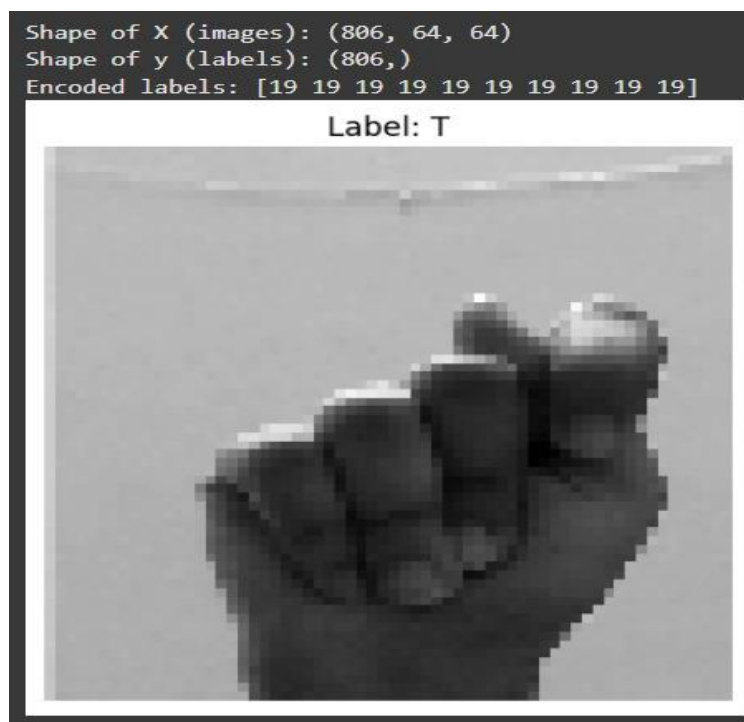 Shape of X (images): (806, 64, 64)
Shape of y (labels): (806,)
Encoded labels: [19 19 19 19 19 19 19 19 19 19]
Label: T